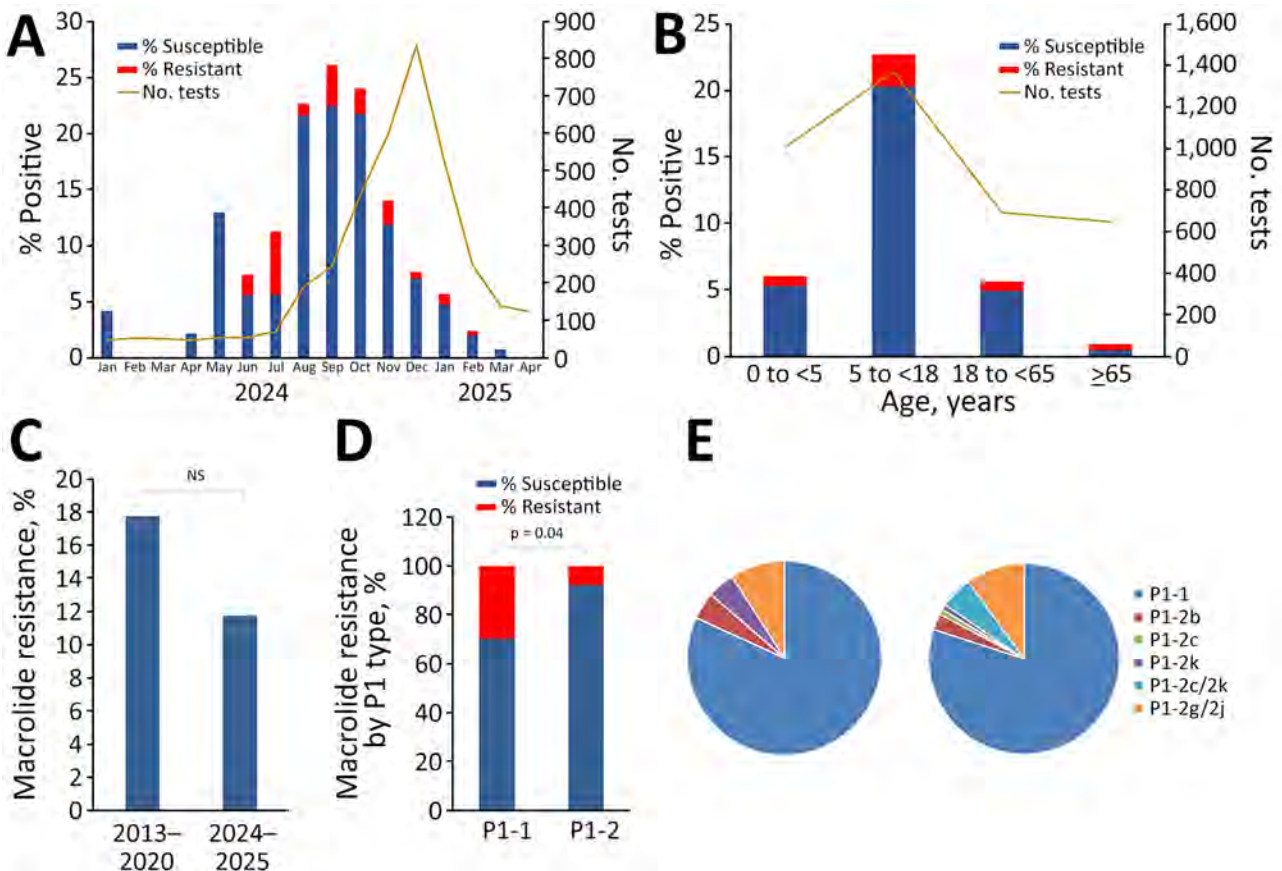 A
% Positive
30
25
20
15
10
5
0
% Susceptible
% Resistant
No. tests
900
800
700
600
500
400
300
200
100
0
No. tests
Jan Feb Mar Apr May Jun Jul Aug Sep Oct Nov Dec Jan Feb Mar Apr
2024 2025
B
% Positive
25
20
15
10
5
0
% Susceptible
% Resistant
No. tests
1,600
1,400
1,200
1,000
800
600
400
200
0
No. tests
0 to <5 5 to <18 18 to <65 ≥65
Age, years
C
Macrolide resistance, %
20
18
16
14
12
10
8
6
4
2
0
NS
2013–
2020
2024–
2025
D
% Susceptible
% Resistant
Macrolide resistance
by P1 type, %
120
100
80
60
40
20
0
p = 0.04
P1-1 P1-2
E
P1-1
P1-2b
P1-2c
P1-2k
P1-2c/2k
P1-2g/2j